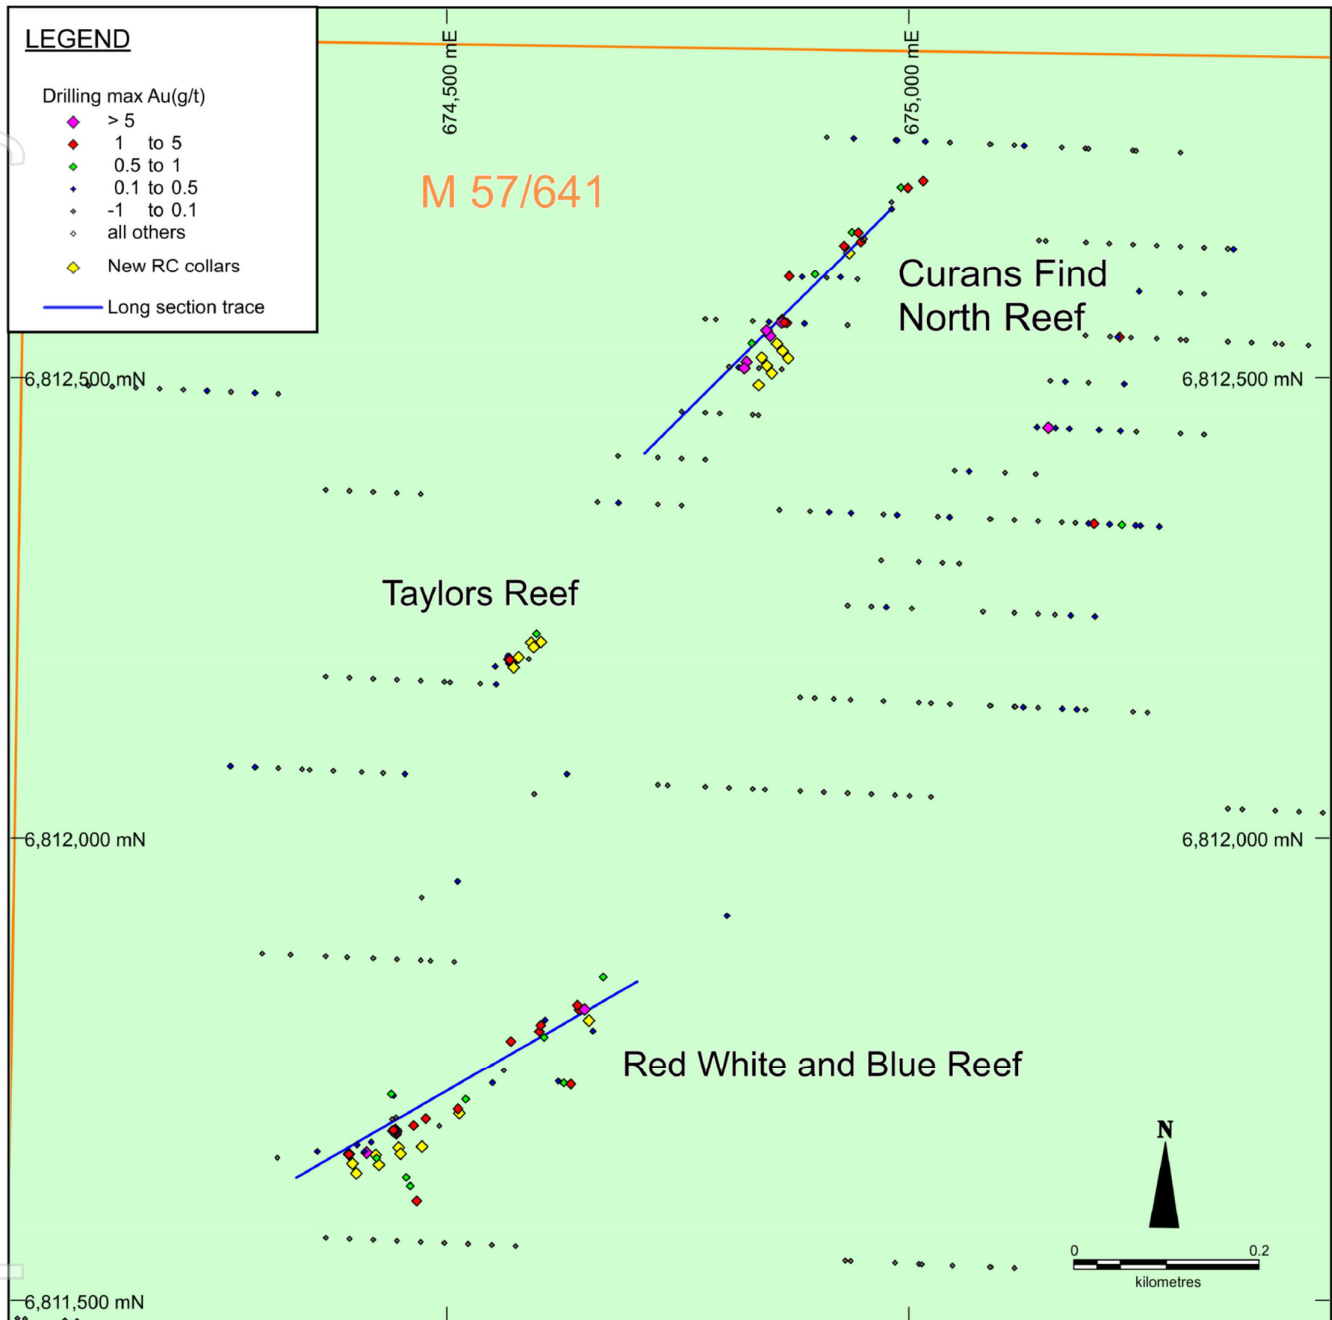 LEGEND
Drilling max Au(g/t)
> 5
1 to 5
0.5 to 1
0.1 to 0.5
-1 to 0.1
all others
New RC collars
Long section trace
674,500 mE
675,000 mE
M 57/641
Curans Find
North Reef
6,812,500 mN
6,812,500 mN
Taylors Reef
6,812,000 mN
6,812,000 mN
Red White and Blue Reef
N
0 0.2
kilometres
6,811,500 mN